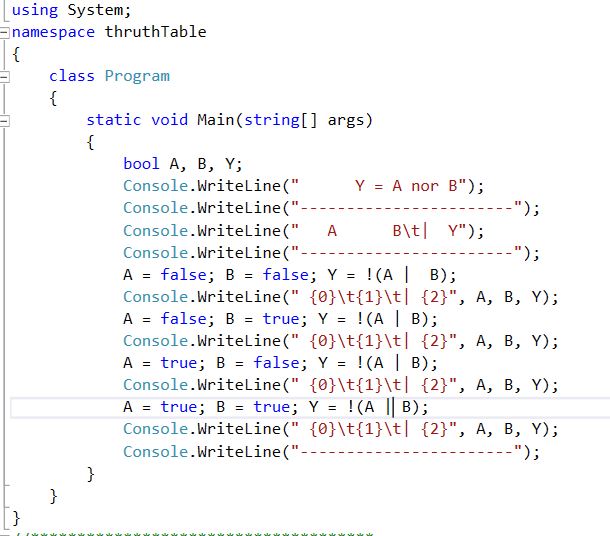 using System;
namespace thruthTable
{
class Program
{
static void Main(string[] args)
{
bool A, B, Y;
Console.WriteLine("      Y = A nor B");
Console.WriteLine("-----------------------");
Console.WriteLine("   A      B\t|  Y");
Console.WriteLine("-----------------------");
A = false; B = false; Y = !(A |  B);
Console.WriteLine(" {0}\t{1}\t| {2}", A, B, Y);
A = false; B = true; Y = !(A | B);
Console.WriteLine(" {0}\t{1}\t| {2}", A, B, Y);
A = true; B = false; Y = !(A | B);
Console.WriteLine(" {0}\t{1}\t| {2}", A, B, Y);
A = true; B = true; Y = !(A | B);
Console.WriteLine(" {0}\t{1}\t| {2}", A, B, Y);
Console.WriteLine("-----------------------");
}
}
}
//*************************************